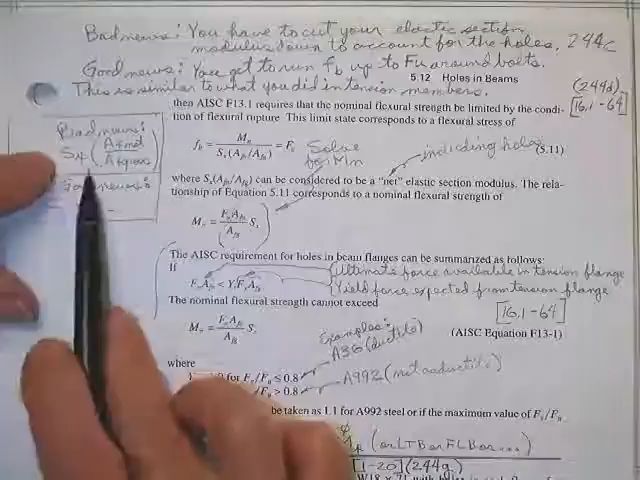 Bad news: You have to cut your elastic section
modulus down to account for the holes. 244c
Good news: You get to run fb up to Fu around bolts.
5.12 Holes in Beams
This is similar to what you did in tension members.
(244d)
[16.1-64]
then AISC F13.1 requires that the nominal flexural strength be limited by the condi-
tion of flexural rupture. This limit state corresponds to a flexural stress of
Bad news:
Sx (Afnet / Afgross)
Good news:
fb = Mn / Sx(Afn/Afg) = Fu
Solve for Mn
including holes
(5.11)
where Sx(Afn/Afg) can be considered to be a "net" elastic section modulus. The rela-
tionship of Equation 5.11 corresponds to a nominal flexural strength of
Mn = (FuAfn / Afg) Sx
The AISC requirement for holes in beam flanges can be summarized as follows:
If
Ultimate force available in tension flange
FuAfn < YtFyAfg
Yield force expected from tension flange
The nominal flexural strength cannot exceed
[16.1-64]
Mn = (FuAfn / Afg) Sx
(AISC Equation F13-1)
Examples:
A36 (ductile)
where
for Fy/Fu ≤ 0.8
A992 (not as ductile)
/Fu > 0.8
be taken as 1.1 for A992 steel or if the maximum value of Fy/Fu
(or LTB or FLB or ...)
[1-20] (244g)